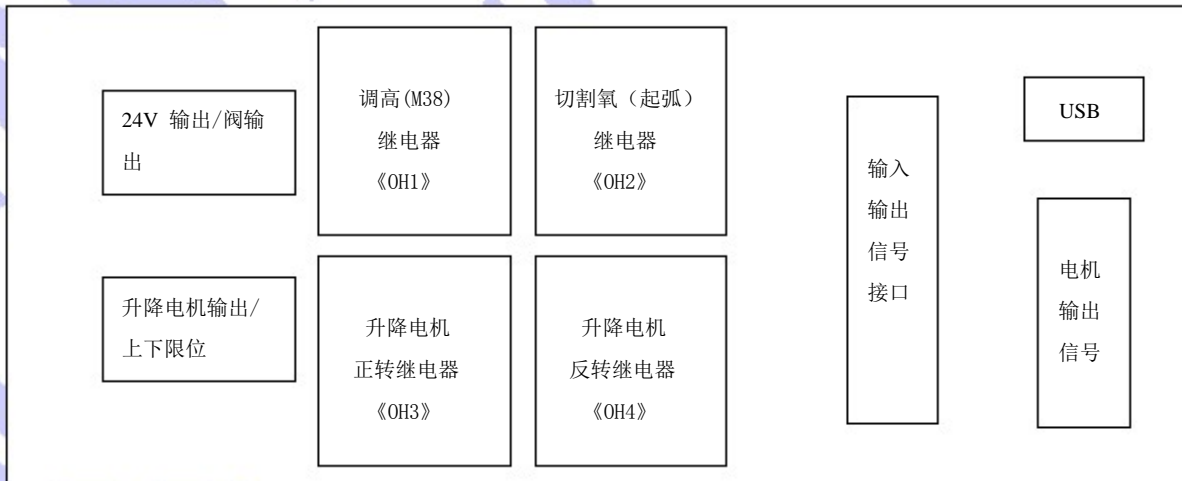 24V 输出/阀输
出
调高(M38)
继电器
《OH1》
切割氧（起弧）
继电器
《OH2》
输入
输出
信号
接口
USB
升降电机输出/
上下限位
升降电机
正转继电器
《OH3》
升降电机
反转继电器
《OH4》
电机
输出
信号